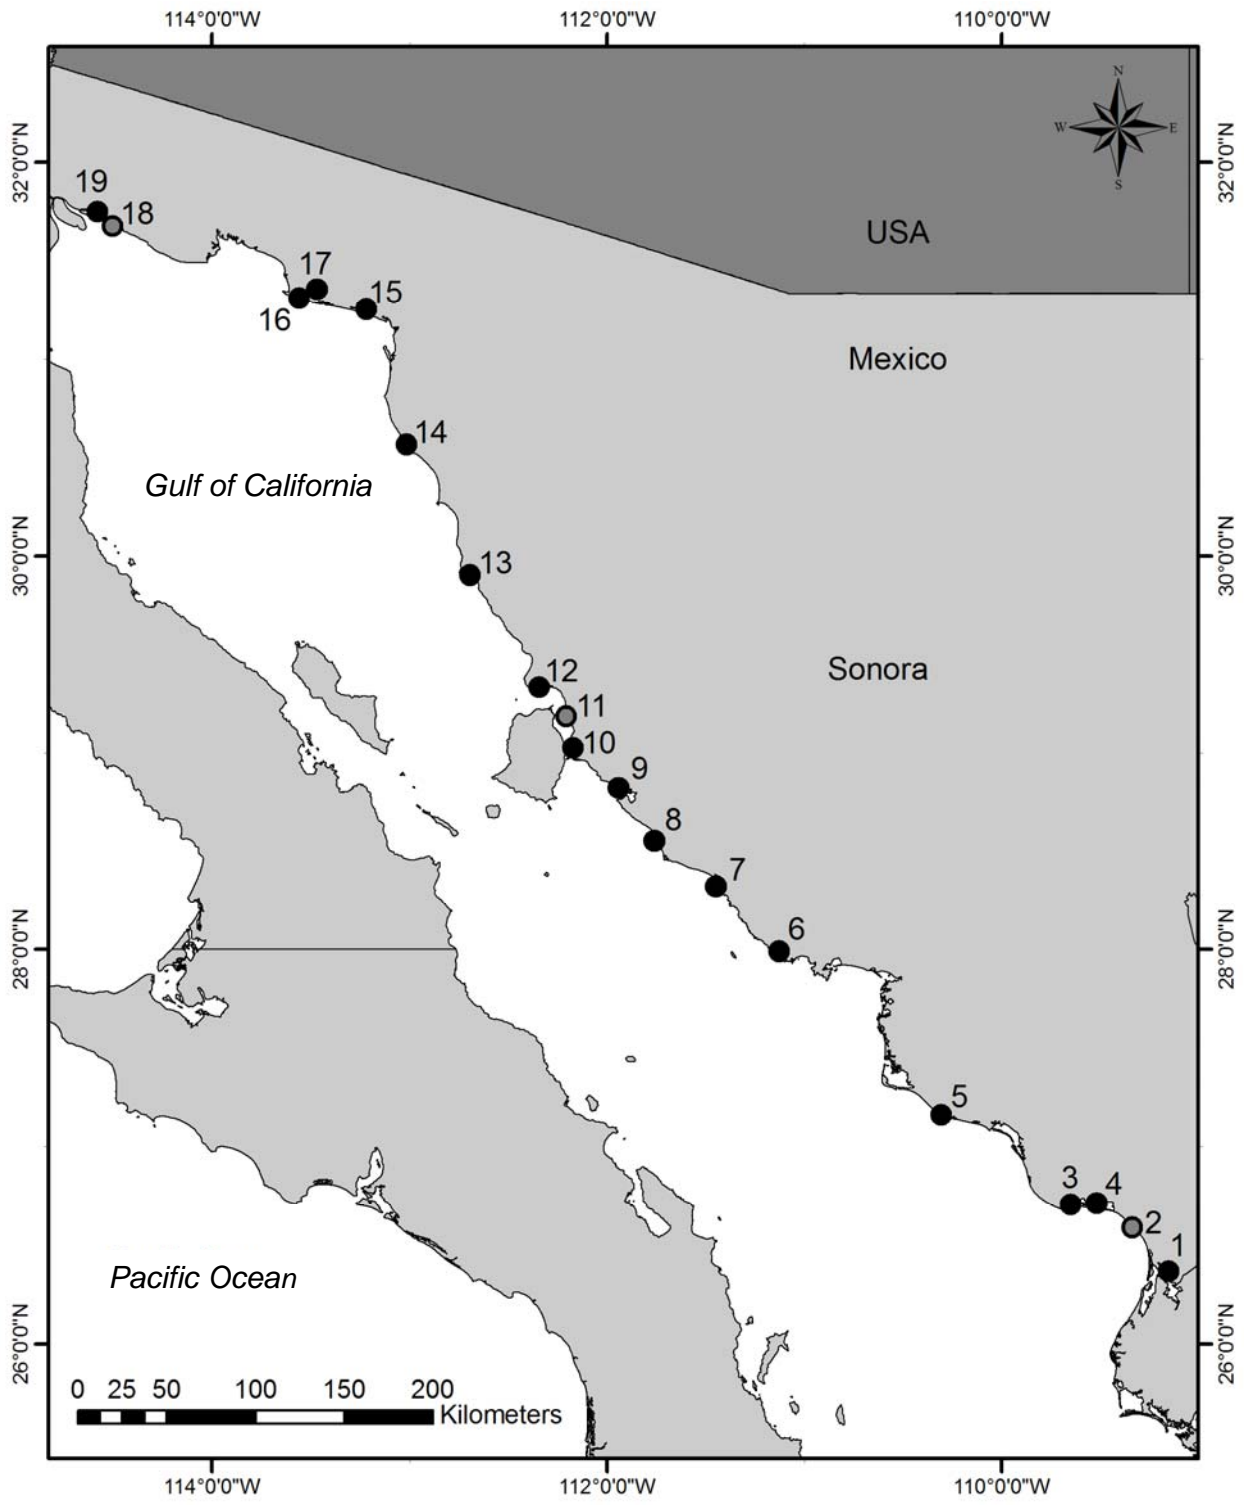 114°0'0"W
112°0'0"W
110°0'0"W
N
W
E
S
32°0'0"N
32°0'0"N
19
18
USA
17
15
16
Mexico
14
Gulf of California
30°0'0"N
30°0'0"N
13
Sonora
12
11
10
9
8
7
6
28°0'0"N
28°0'0"N
5
3
4
2
1
Pacific Ocean
26°0'0"N
26°0'0"N
0 25 50 100 150 200
Kilometers
114°0'0"W
112°0'0"W
110°0'0"W